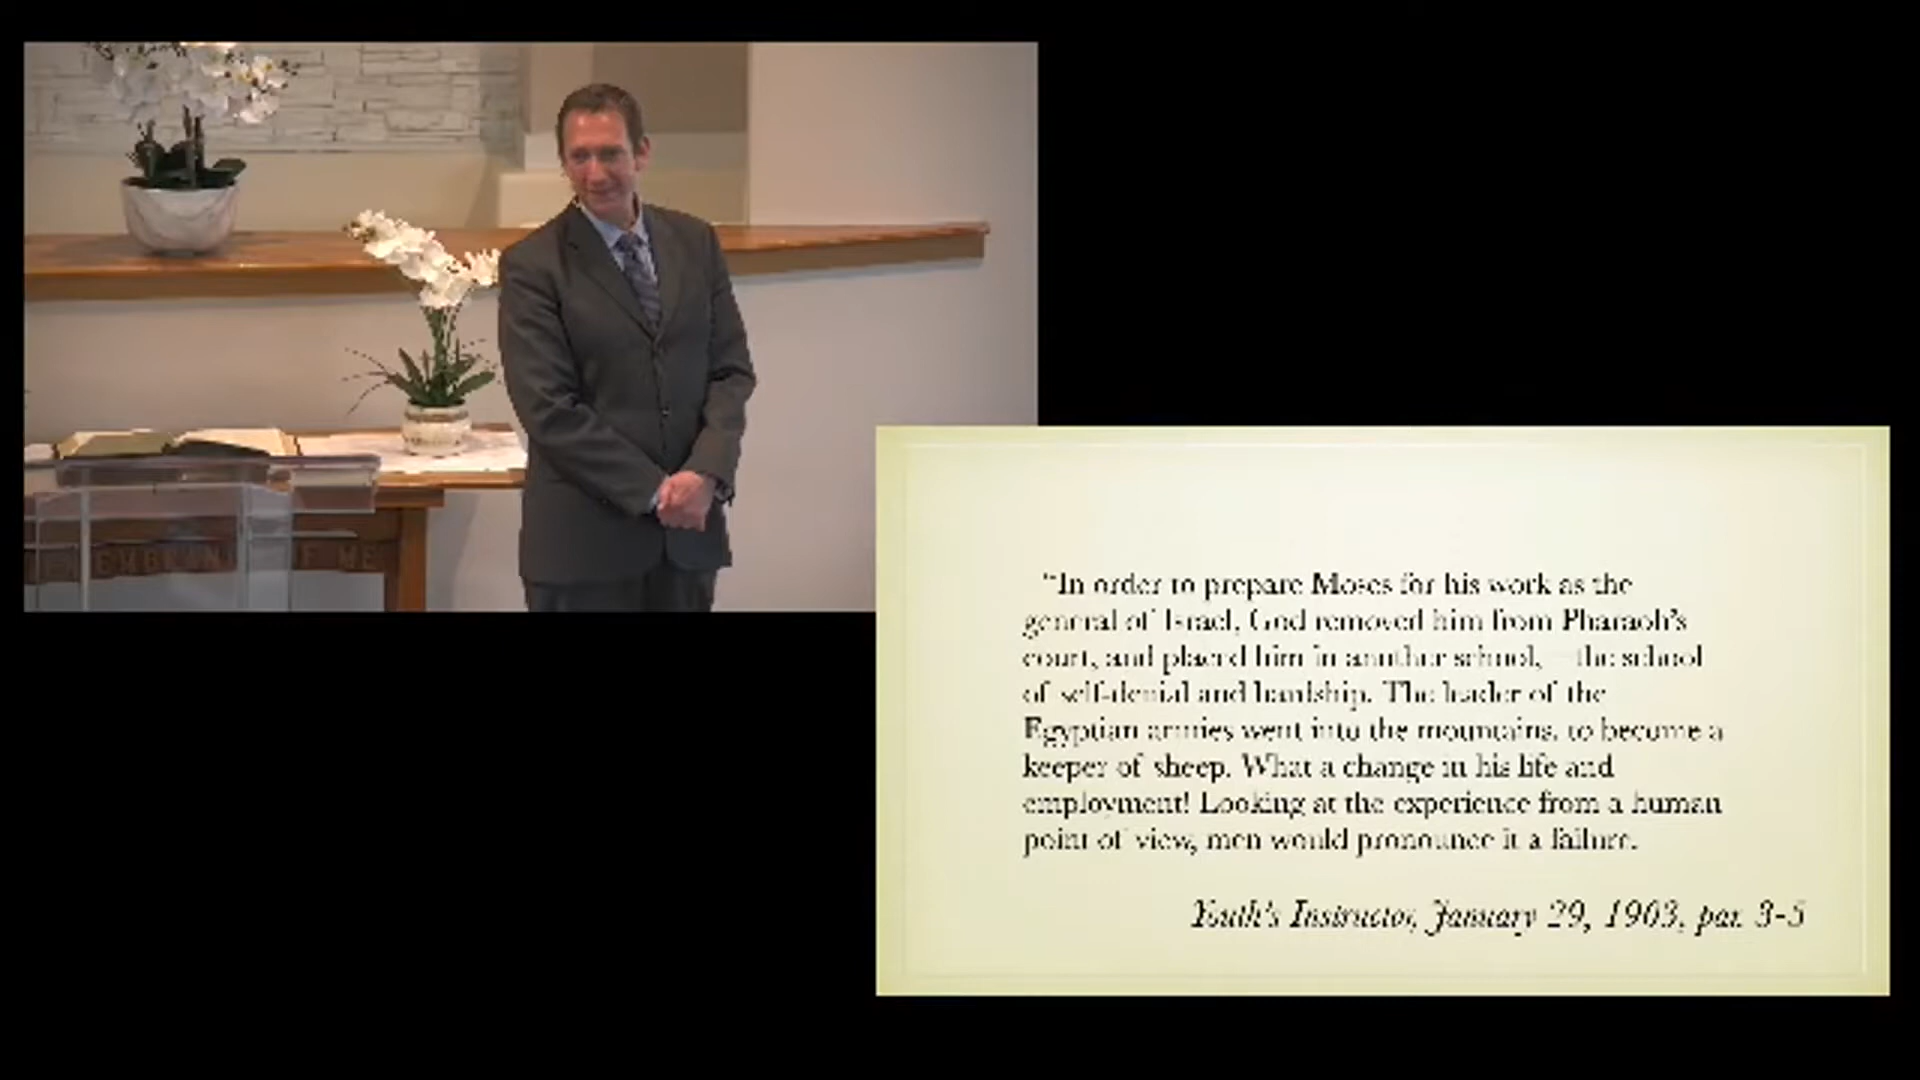 EMB
F ME
“In order to prepare Moses for his work as the
general of Israel, God removed him from Pharaoh’s
court, and placed him in another school,—the school
of self-denial and hardship. The leader of the
Egyptian armies went into the mountains, to become a
keeper of sheep. What a change in his life and
employment! Looking at the experience from a human
point of view, men would pronounce it a failure.
Youth’s Instructor, January 29, 1903, par. 3-5